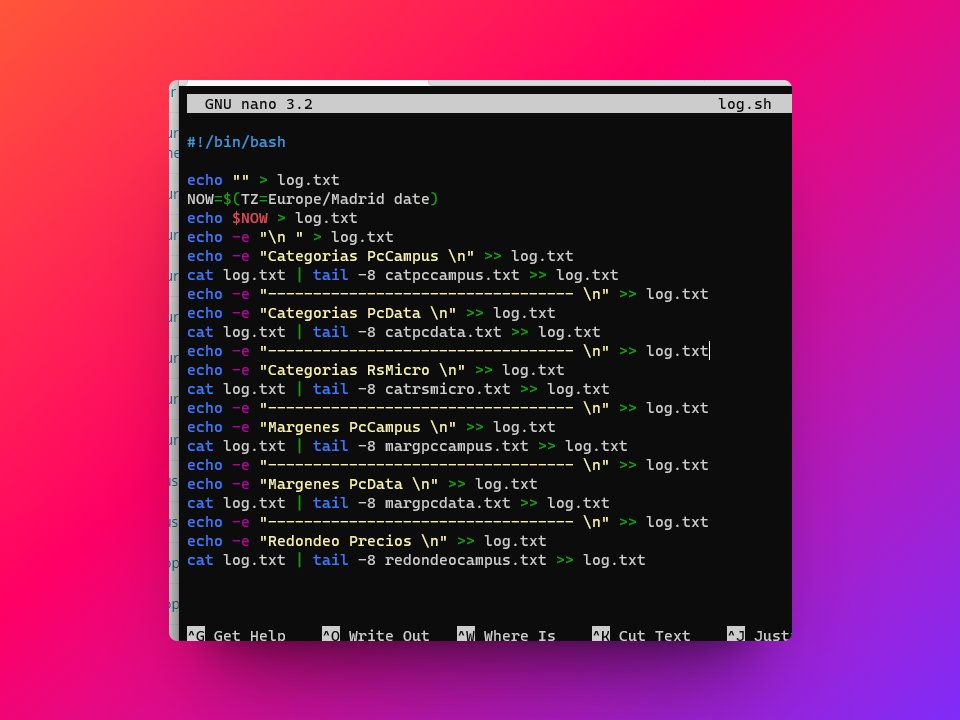 GNU nano 3.2 log.sh
#!/bin/bash
echo "" > log.txt
NOW=$(TZ=Europe/Madrid date)
echo $NOW > log.txt
echo -e "\n " > log.txt
echo -e "Categorias PcCampus \n" >> log.txt
cat log.txt | tail -8 catpccampus.txt >> log.txt
echo -e "---------------------------------- \n" >> log.txt
echo -e "Categorias PcData \n" >> log.txt
cat log.txt | tail -8 catpcdata.txt >> log.txt
echo -e "---------------------------------- \n" >> log.txt
echo -e "Categorias RsMicro \n" >> log.txt
cat log.txt | tail -8 catrsmicro.txt >> log.txt
echo -e "---------------------------------- \n" >> log.txt
echo -e "Margenes PcCampus \n" >> log.txt
cat log.txt | tail -8 margpccampus.txt >> log.txt
echo -e "---------------------------------- \n" >> log.txt
echo -e "Margenes PcData \n" >> log.txt
cat log.txt | tail -8 margpcdata.txt >> log.txt
echo -e "---------------------------------- \n" >> log.txt
echo -e "Redondeo Precios \n" >> log.txt
cat log.txt | tail -8 redondeocampus.txt >> log.txt
^G Get Help ^O Write Out ^W Where Is ^K Cut Text ^J Just